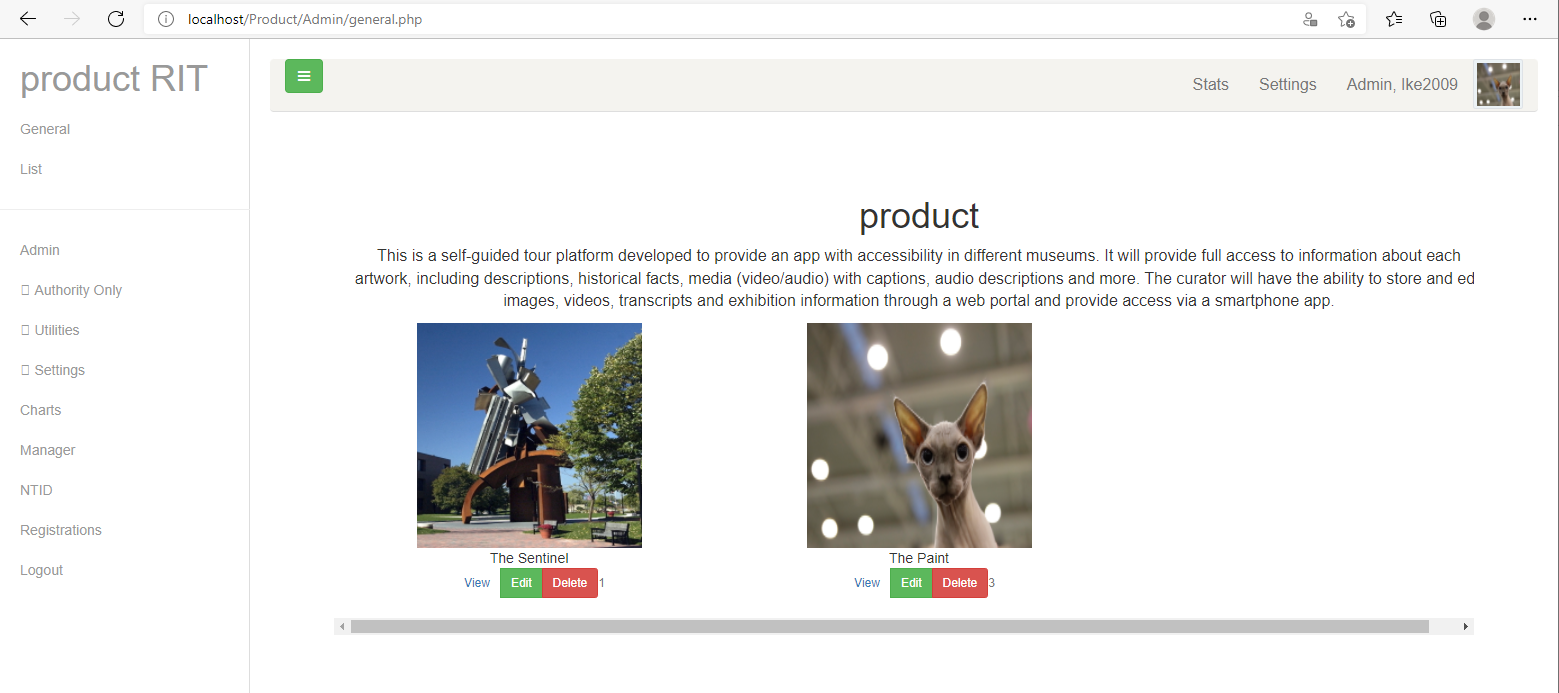 localhost/Product/Admin/general.php
product RIT
General
List
Admin
Authority Only
Utilities
Settings
Charts
Manager
NTID
Registrations
Logout
Stats Settings Admin, Ike2009
product
This is a self-guided tour platform developed to provide an app with accessibility in different museums. It will provide full access to information about each
artwork, including descriptions, historical facts, media (video/audio) with captions, audio descriptions and more. The curator will have the ability to store and ed
images, videos, transcripts and exhibition information through a web portal and provide access via a smartphone app.
The Sentinel
View Edit Delete 1
The Paint
View Edit Delete 3